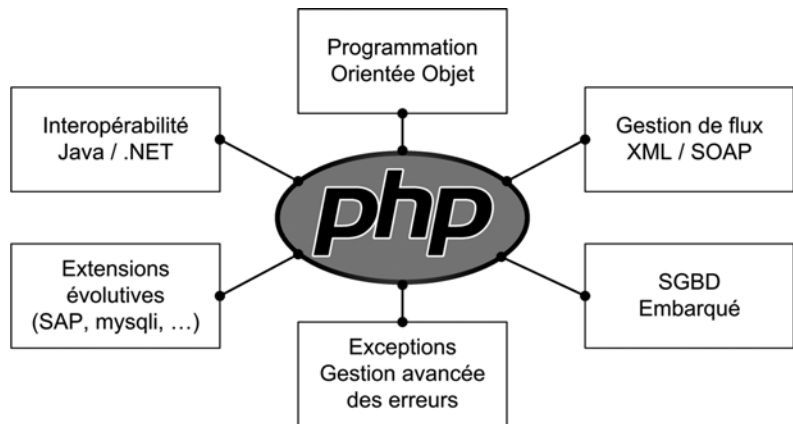 Programmation
Orientée Objet
Interopérabilité
Java / .NET
Gestion de flux
XML / SOAP
php
Extensions
évolutives
(SAP, mysqli, …)
SGBD
Embarqué
Exceptions
Gestion avancée
des erreurs